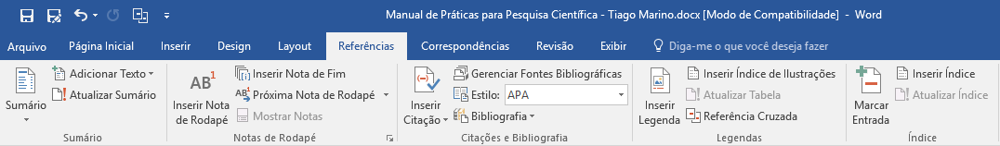 Manual de Práticas para Pesquisa Científica - Tiago Marino.docx [Modo de Compatibilidade] - Word
Arquivo Página Inicial Inserir Design Layout Referências Correspondências Revisão Exibir Diga-me o que você deseja fazer
Sumário
Adicionar Texto
Atualizar Sumário
Sumário
AB1
Inserir Nota
de Rodapé
Inserir Nota de Fim
AB1 Próxima Nota de Rodapé
Mostrar Notas
Notas de Rodapé
Inserir
Citação
Gerenciar Fontes Bibliográficas
Estilo: APA
Bibliografia
Citações e Bibliografia
Inserir
Legenda
Inserir Índice de Ilustrações
Atualizar Tabela
Referência Cruzada
Legendas
Marcar
Entrada
Inserir Índice
Atualizar Índice
Índice